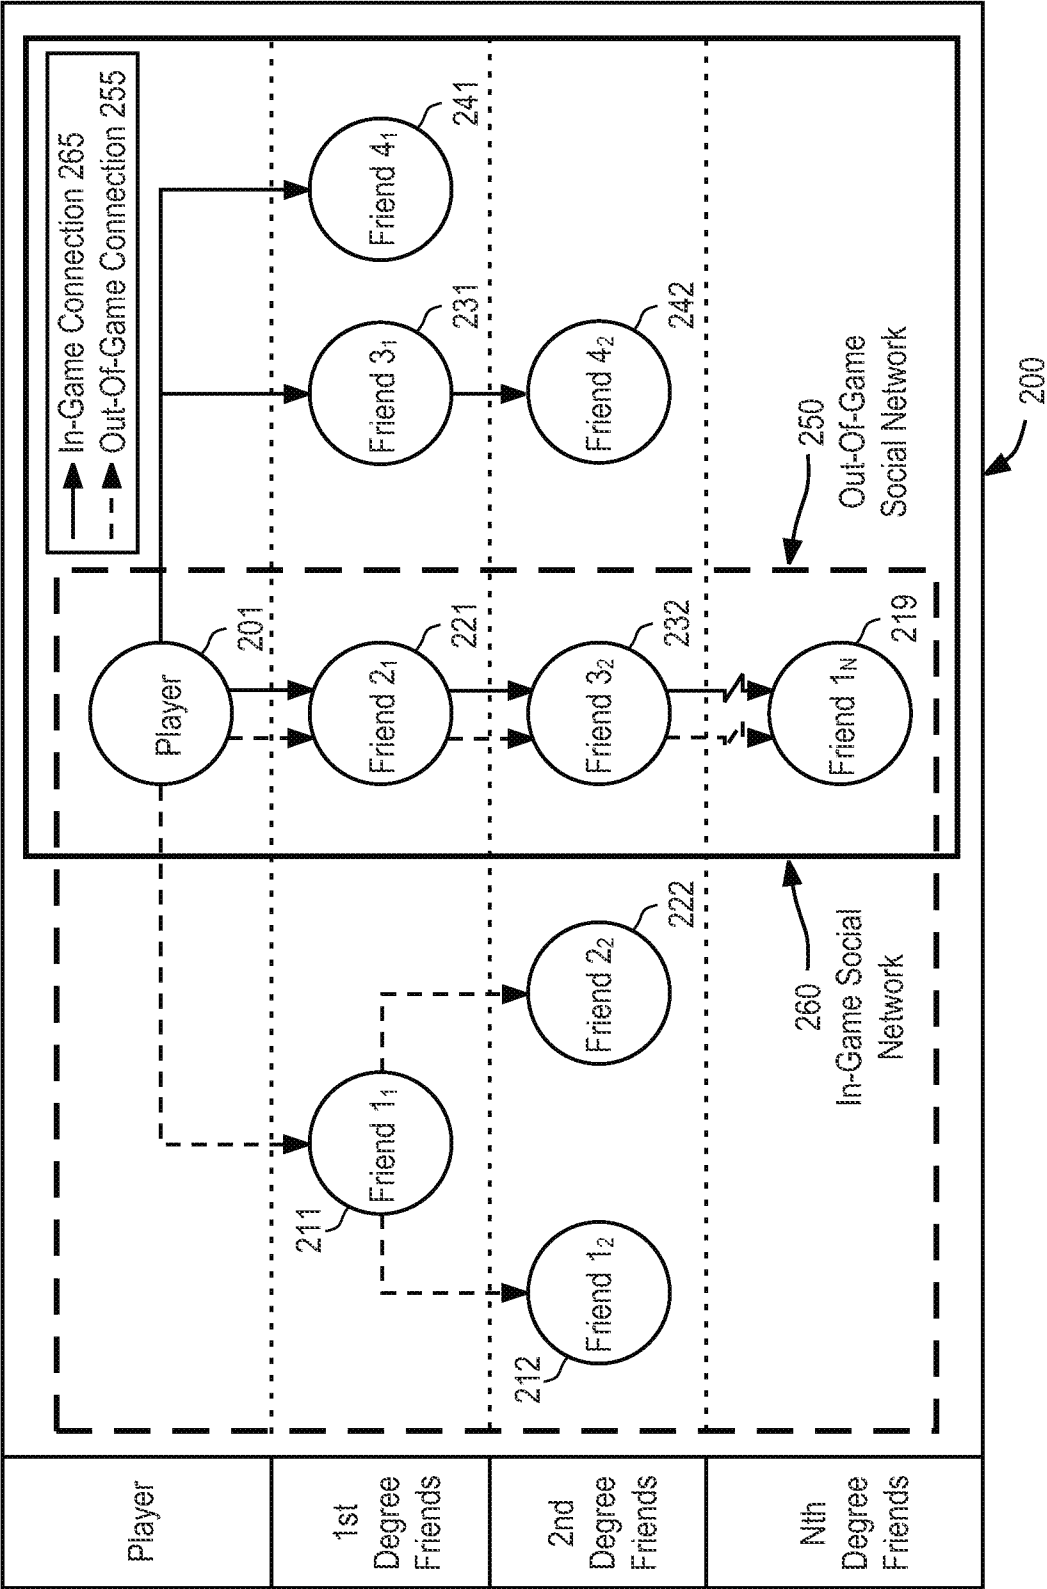 In-Game Connection 265
Out-Of-Game Connection 255
Player
Player
201
1st
Degree
Friends
211
Friend 1₁
Friend 2₁
221
Friend 3₁
231
Friend 4₁
241
2nd
Degree
Friends
212
Friend 1₂
Friend 2₂
222
Friend 3₂
232
Friend 4₂
242
Nth
Degree
Friends
260
In-Game Social
Network
Friend 1ₙ
219
250
Out-Of-Game
Social Network
200